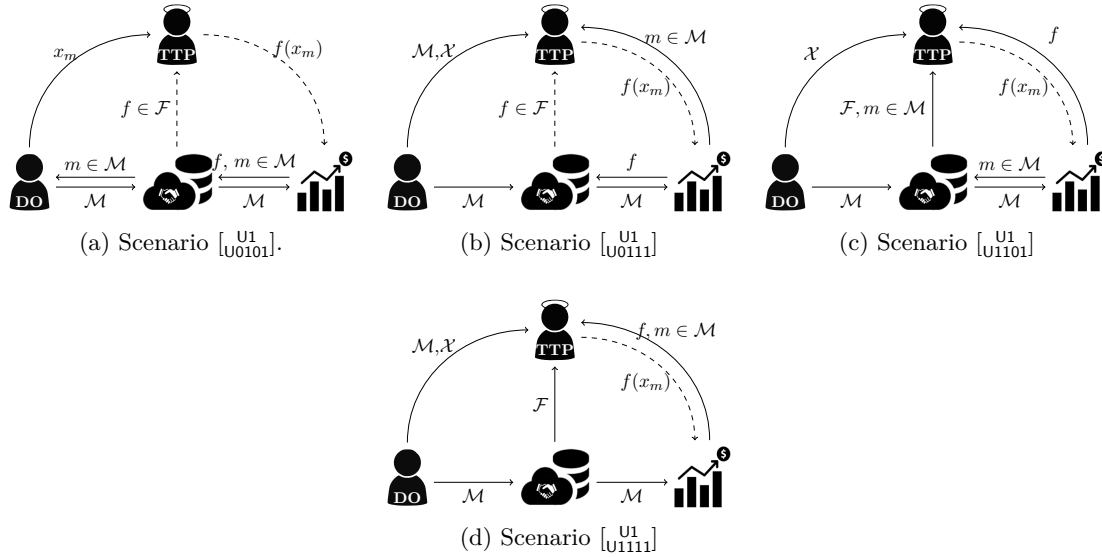 TTP
x_m
f(x_m)
f ∈ 𝓕
m ∈ 𝓜
f, m ∈ 𝓜
$
DO
𝓜
𝓜
(a) Scenario [U1 U0101].
TTP
m ∈ 𝓜
𝓜,𝓧
f(x_m)
f ∈ 𝓕
f
$
DO
𝓜
𝓜
(b) Scenario [U1 U0111]
TTP
f
𝓧
f(x_m)
𝓕, m ∈ 𝓜
m ∈ 𝓜
$
DO
𝓜
𝓜
(c) Scenario [U1 U1101]
TTP
f, m ∈ 𝓜
𝓜,𝓧
f(x_m)
𝓕
$
DO
𝓜
𝓜
(d) Scenario [U1 U1111]